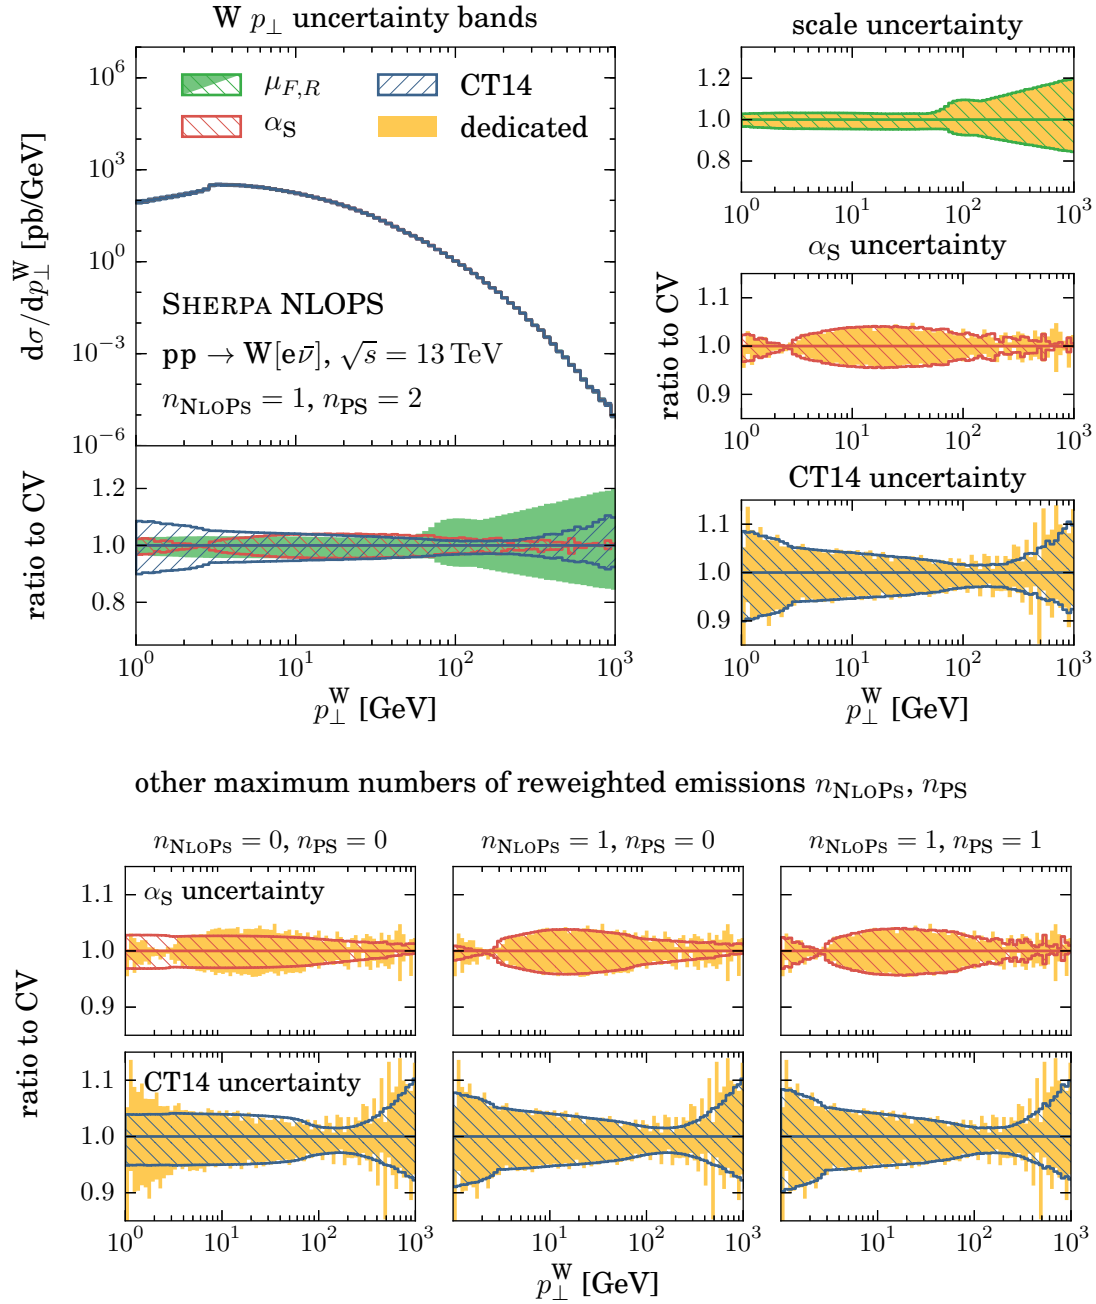 W p⊥ uncertainty bands
dσ/dp⊥^W [pb/GeV]
10^6
10^3
10^0
10^−3
10^−6
μF,R
CT14
αS
dedicated
SHERPA NLOPS
pp → W[eν̄], √s = 13 TeV
nNLOPS = 1, nPS = 2
ratio to CV
1.2
1.0
0.8
10^0 10^1 10^2 10^3
p⊥^W [GeV]
scale uncertainty
1.2
1.0
0.8
10^0 10^1 10^2 10^3
αS uncertainty
ratio to CV
1.1
1.0
0.9
10^0 10^1 10^2 10^3
CT14 uncertainty
1.1
1.0
0.9
10^0 10^1 10^2 10^3
p⊥^W [GeV]
other maximum numbers of reweighted emissions nNLOPS, nPS
nNLOPS = 0, nPS = 0
nNLOPS = 1, nPS = 0
nNLOPS = 1, nPS = 1
ratio to CV
αS uncertainty
1.1
1.0
0.9
CT14 uncertainty
1.1
1.0
0.9
10^0 10^1 10^2 10^3
10^1 10^2 10^3
10^1 10^2 10^3
p⊥^W [GeV]